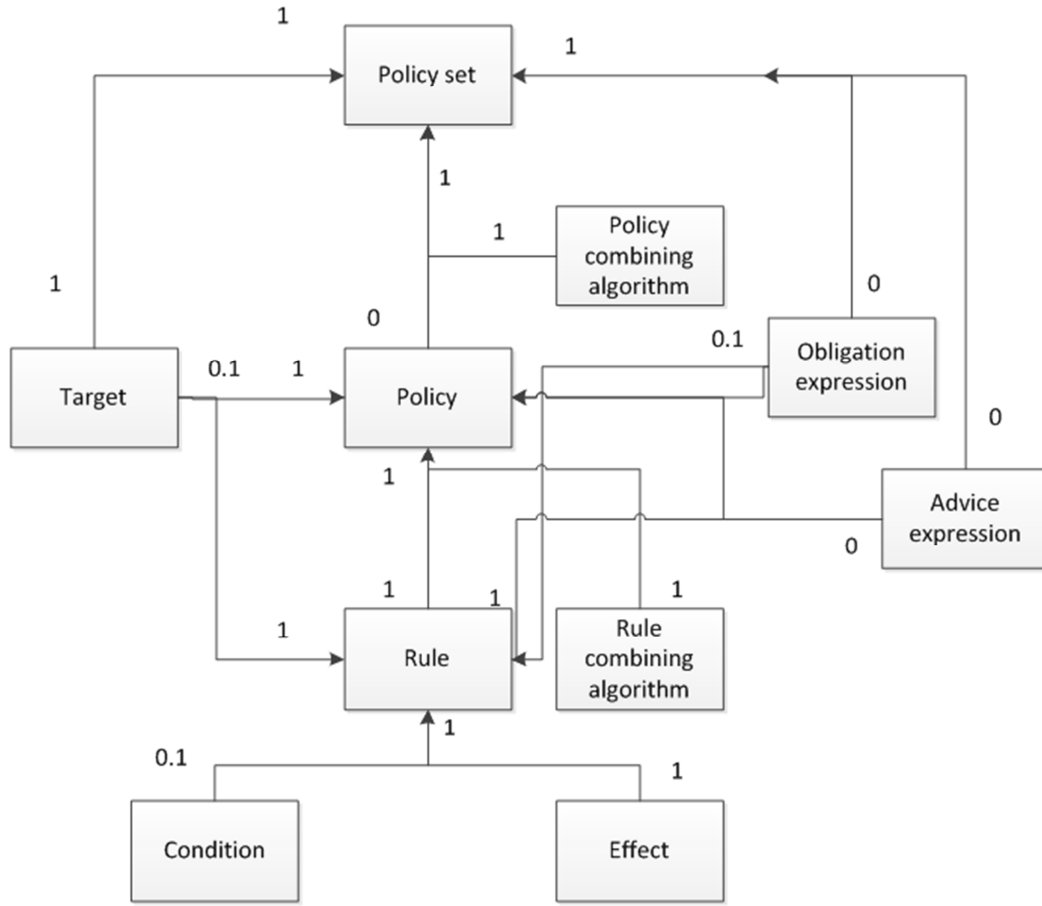 1
Policy set
1
1
1
Policy
combining
algorithm
1
0
0
0.1
1
0.1
Target
Policy
Obligation
expression
0
1
Advice
expression
0
1
1
1
1
Rule
Rule
combining
algorithm
1
0.1
1
Condition
Effect